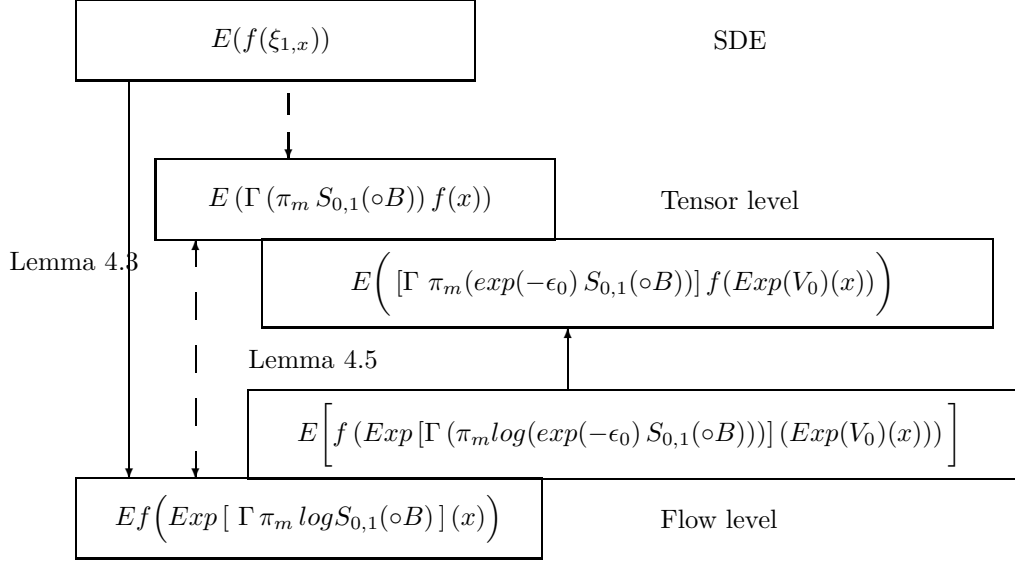 E(f(ξ_{1,x})) SDE
E (Γ (π_m S_{0,1}(∘B)) f(x)) Tensor level
Lemma 4.3
E( [Γ π_m(exp(−ϵ_0) S_{0,1}(∘B))] f(Exp(V_0)(x)))
Lemma 4.5
E[f (Exp [Γ (π_m log(exp(−ϵ_0) S_{0,1}(∘B)))] (Exp(V_0)(x)))]
Ef(Exp [ Γ π_m logS_{0,1}(∘B) ] (x)) Flow level